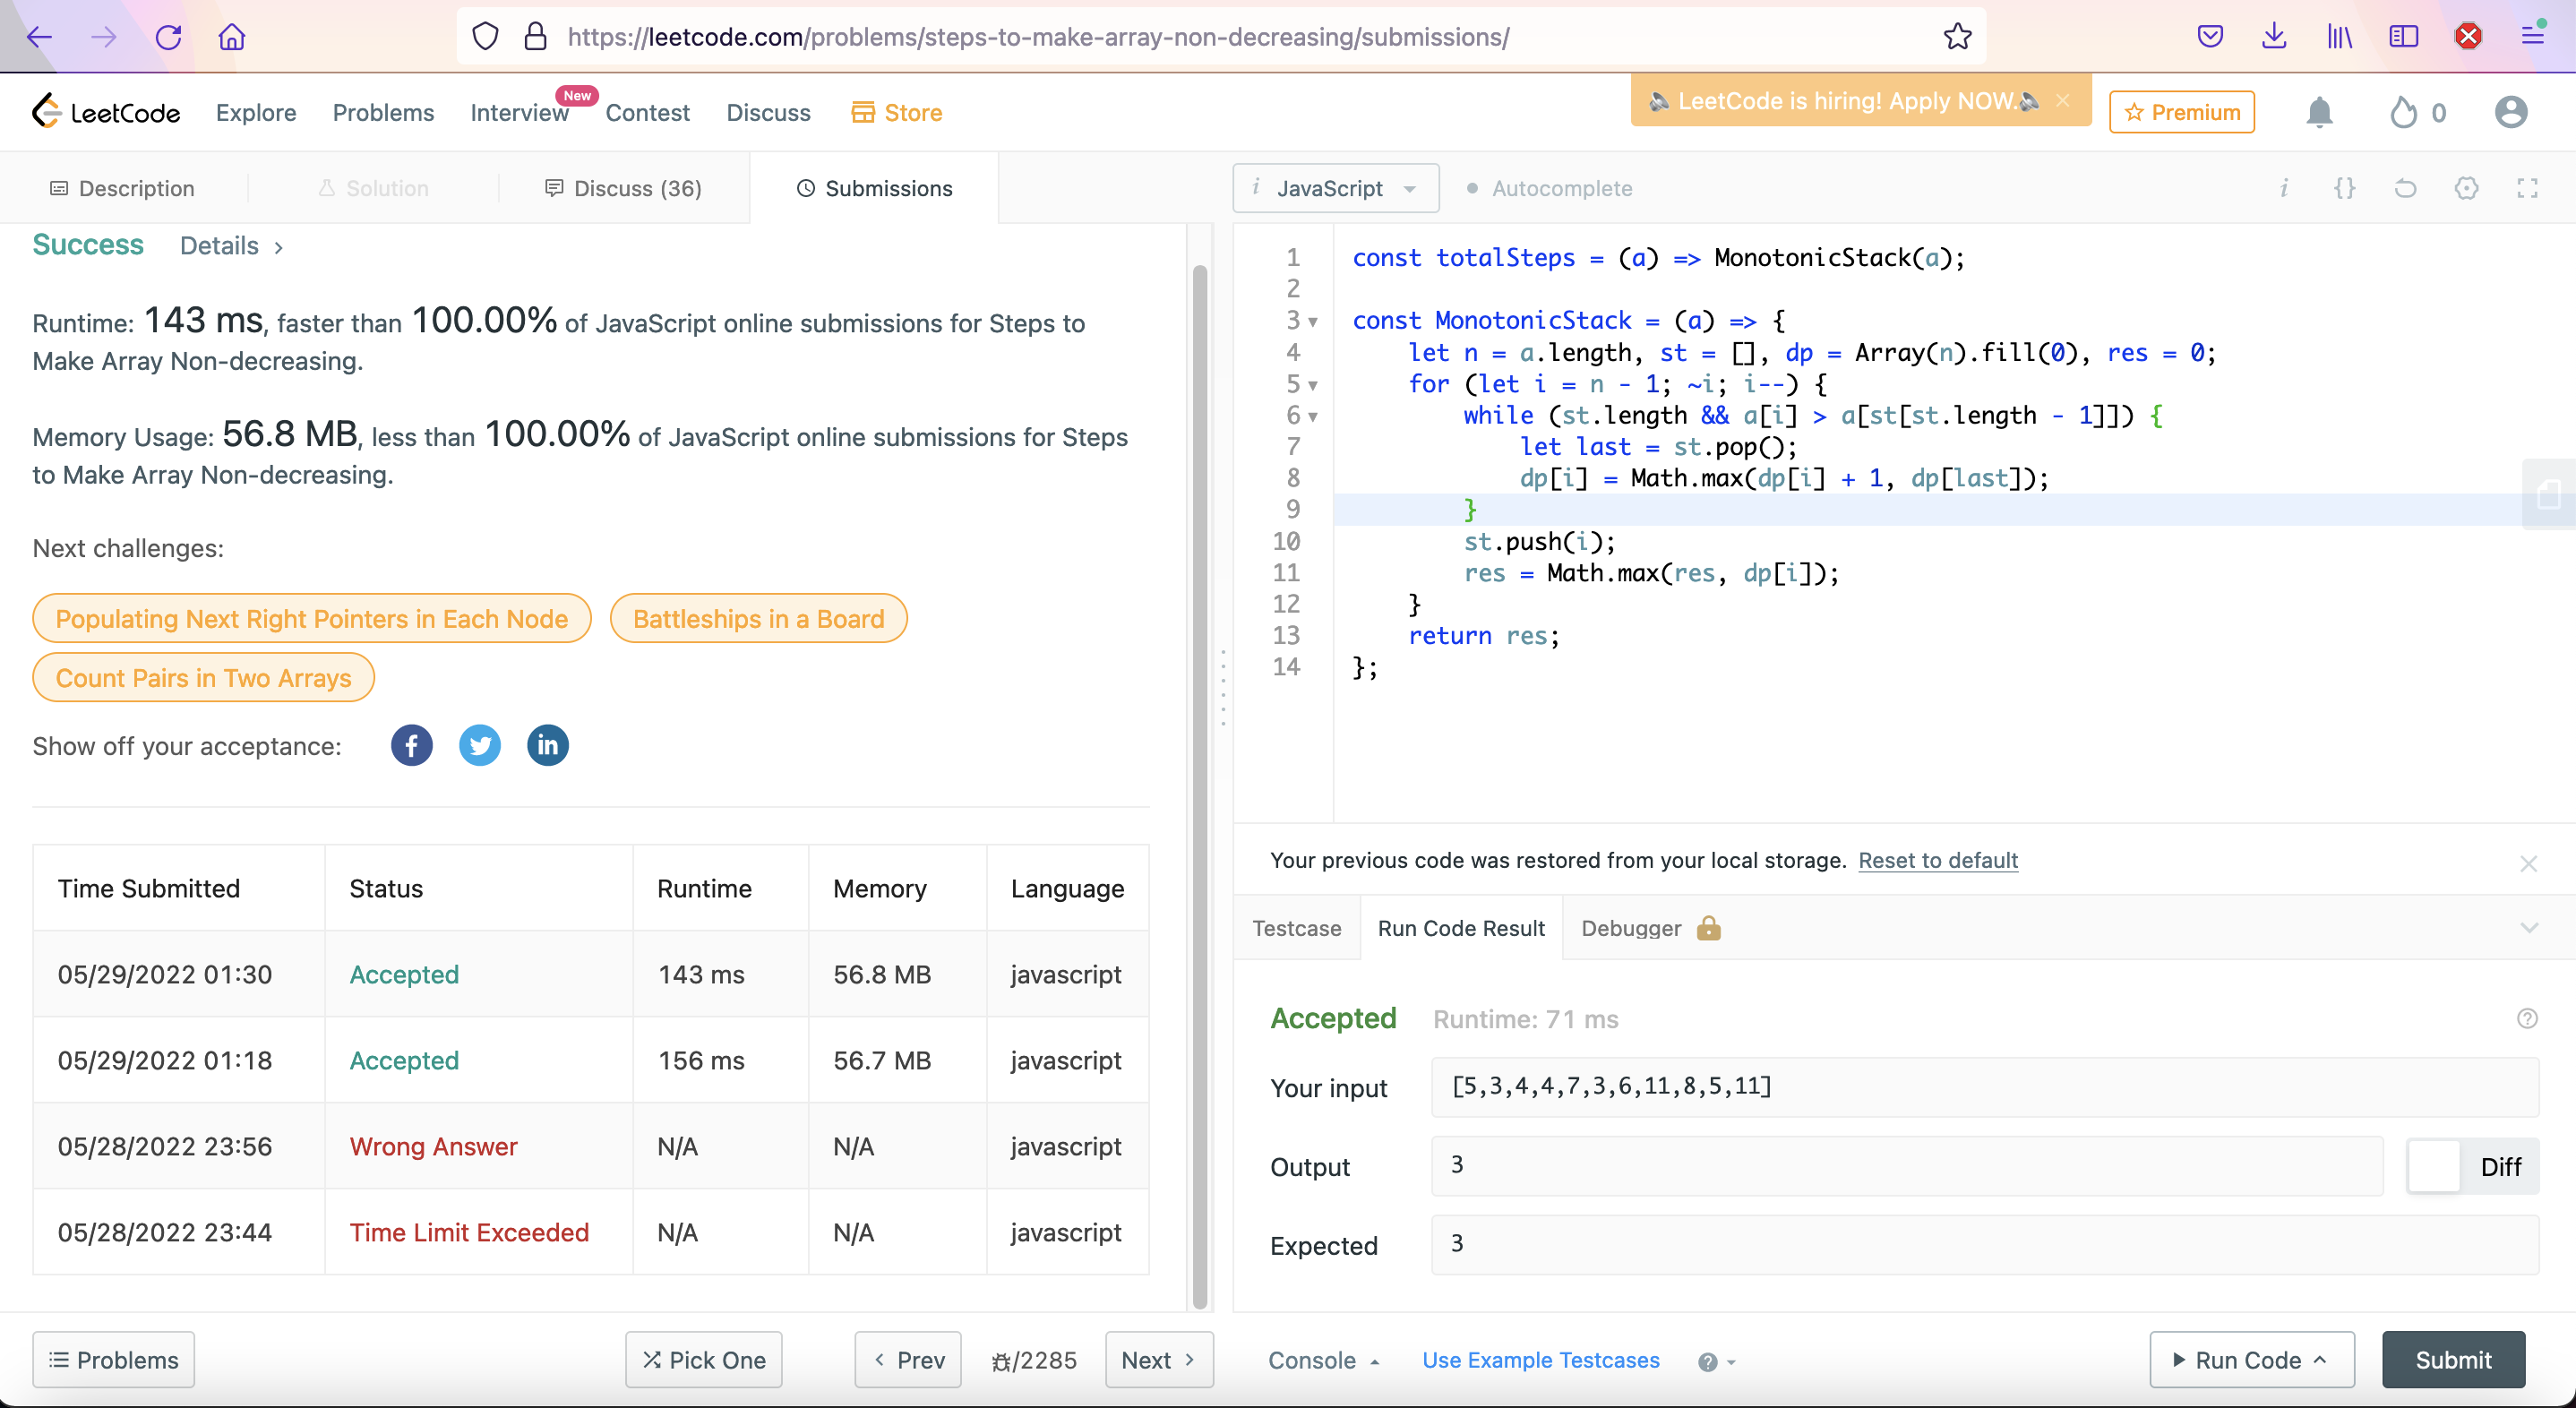 https://leetcode.com/problems/steps-to-make-array-non-decreasing/submissions/
LeetCode Explore Problems Interview New Contest Discuss Store
LeetCode is hiring! Apply NOW. × Premium 0
Description Solution Discuss (36) Submissions
i JavaScript Autocomplete i {}
Success Details >
Runtime: 143 ms, faster than 100.00% of JavaScript online submissions for Steps to
Make Array Non-decreasing.
Memory Usage: 56.8 MB, less than 100.00% of JavaScript online submissions for Steps
to Make Array Non-decreasing.
Next challenges:
Populating Next Right Pointers in Each Node Battleships in a Board
Count Pairs in Two Arrays
Show off your acceptance: f in
Time Submitted Status Runtime Memory Language
05/29/2022 01:30 Accepted 143 ms 56.8 MB javascript
05/29/2022 01:18 Accepted 156 ms 56.7 MB javascript
05/28/2022 23:56 Wrong Answer N/A N/A javascript
05/28/2022 23:44 Time Limit Exceeded N/A N/A javascript
1 const totalSteps = (a) => MonotonicStack(a);
2
3 const MonotonicStack = (a) => {
4 let n = a.length, st = [], dp = Array(n).fill(0), res = 0;
5 for (let i = n - 1; ~i; i--) {
6 while (st.length && a[i] > a[st[st.length - 1]]) {
7 let last = st.pop();
8 dp[i] = Math.max(dp[i] + 1, dp[last]);
9 }
10 st.push(i);
11 res = Math.max(res, dp[i]);
12 }
13 return res;
14 };
Your previous code was restored from your local storage. Reset to default
Testcase Run Code Result Debugger
Accepted Runtime: 71 ms
Your input [5,3,4,4,7,3,6,11,8,5,11]
Output 3 Diff
Expected 3
Problems Pick One < Prev /2285 Next >
Console Use Example Testcases ? Run Code Submit